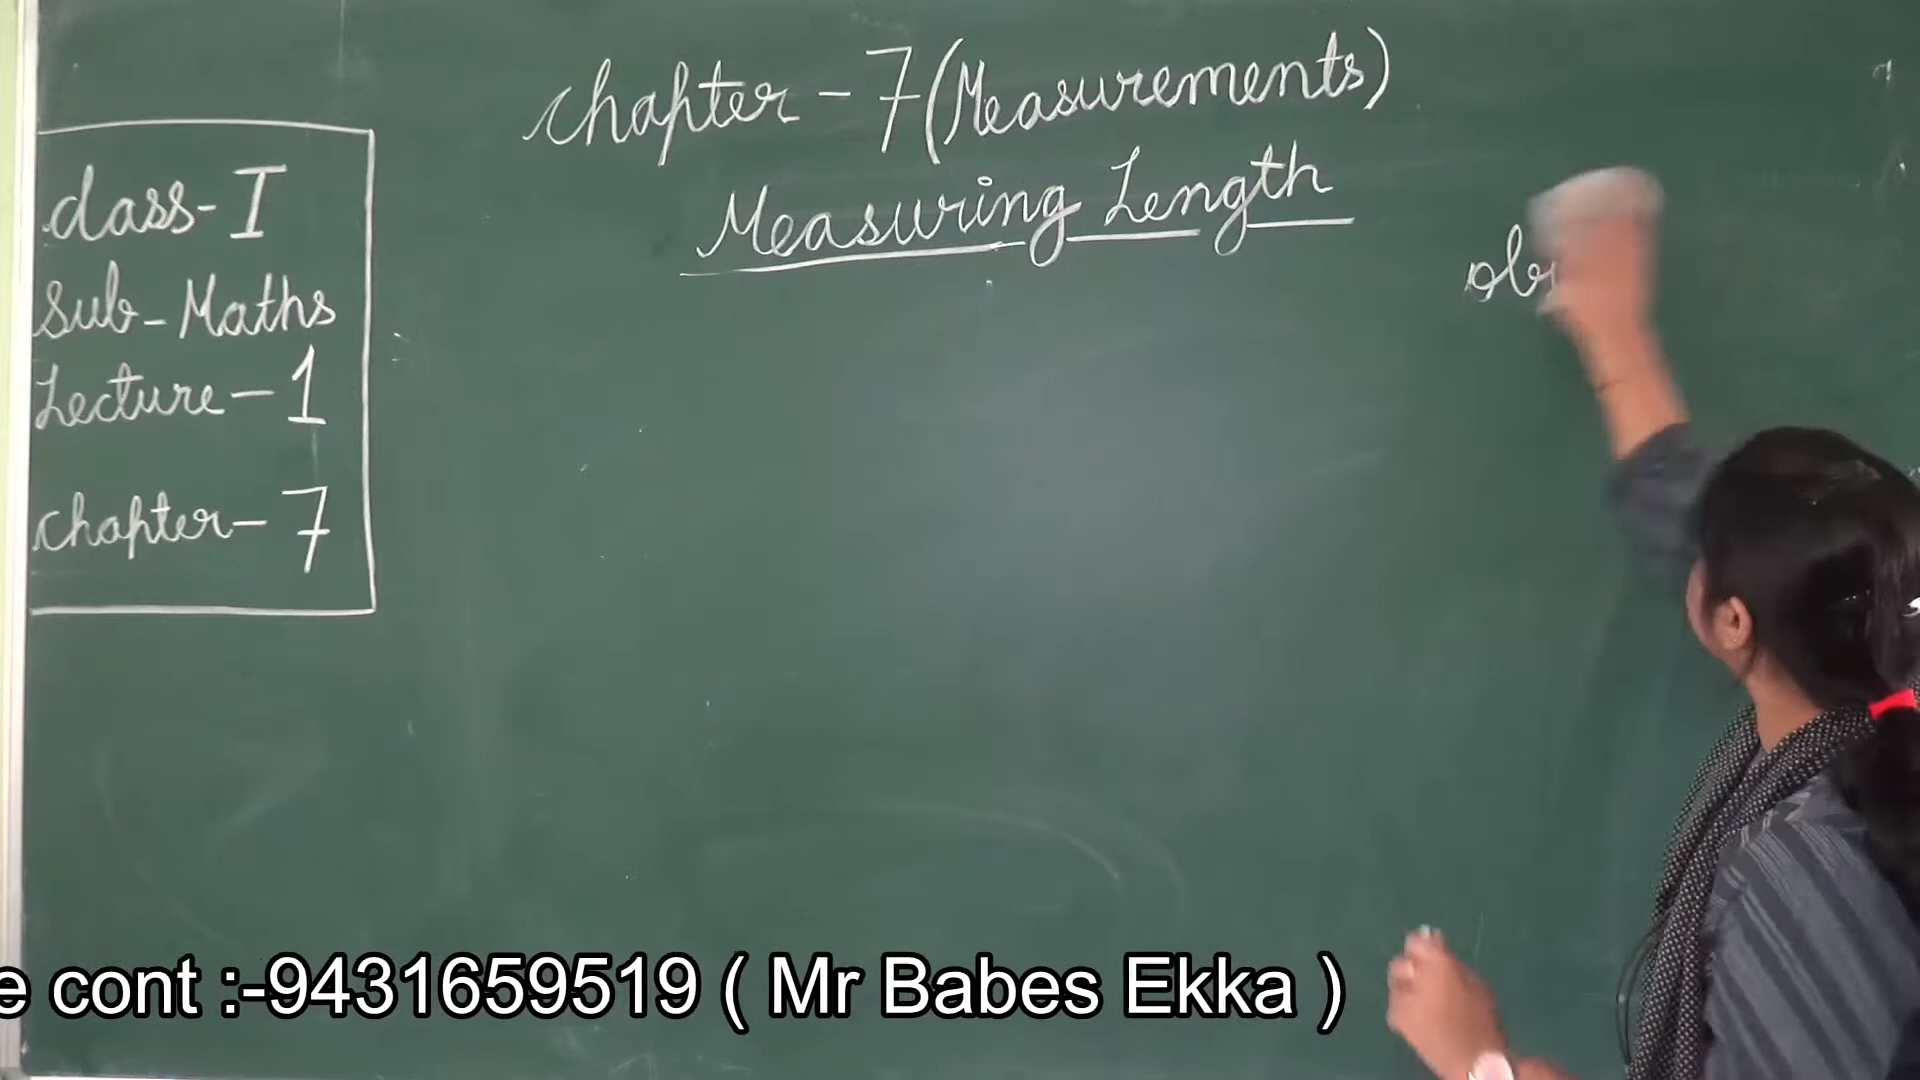 chapter - 7 (Measurements)
Measuring Length
class - I
Sub - Maths
Lecture - 1
chapter - 7
e cont :-9431659519 ( Mr Babes Ekka )